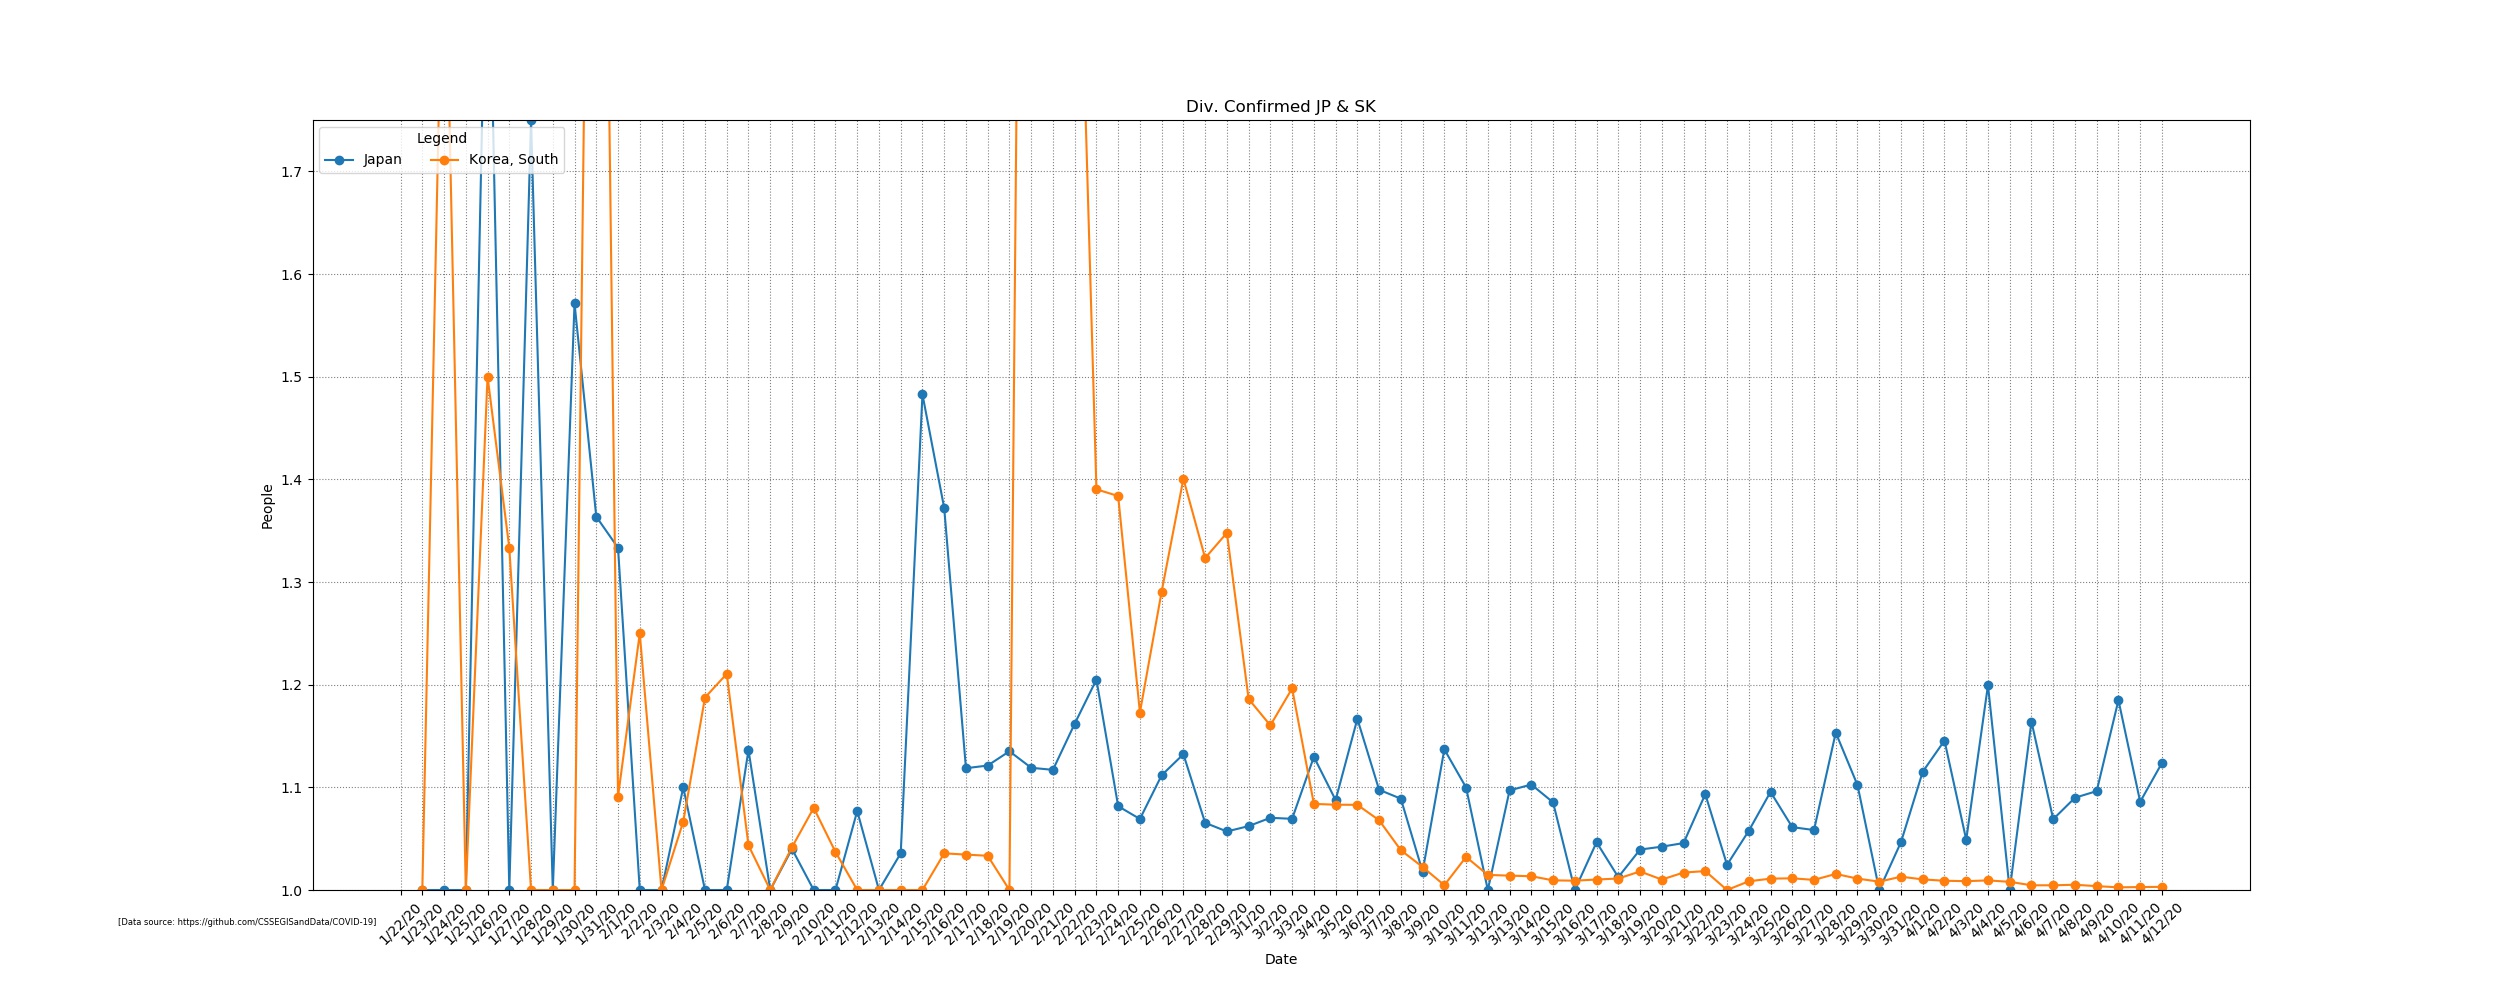 Div. Confirmed JP & SK
Legend
Japan Korea, South
1.7
1.6
1.5
1.4
1.3
1.2
1.1
1.0
People
1/22/20 1/23/20 1/24/20 1/25/20 1/26/20 1/27/20 1/28/20 1/29/20 1/30/20 1/31/20 2/1/20 2/2/20 2/3/20 2/4/20 2/5/20 2/6/20 2/7/20 2/8/20 2/9/20 2/10/20 2/11/20 2/12/20 2/13/20 2/14/20 2/15/20 2/16/20 2/17/20 2/18/20 2/19/20 2/20/20 2/21/20 2/22/20 2/23/20 2/24/20 2/25/20 2/26/20 2/27/20 2/28/20 2/29/20 3/1/20 3/2/20 3/3/20 3/4/20 3/5/20 3/6/20 3/7/20 3/8/20 3/9/20 3/10/20 3/11/20 3/12/20 3/13/20 3/14/20 3/15/20 3/16/20 3/17/20 3/18/20 3/19/20 3/20/20 3/21/20 3/22/20 3/23/20 3/24/20 3/25/20 3/26/20 3/27/20 3/28/20 3/29/20 3/30/20 3/31/20 4/1/20 4/2/20 4/3/20 4/4/20 4/5/20 4/6/20 4/7/20 4/8/20 4/9/20 4/10/20 4/11/20 4/12/20
[Data source: https://github.com/CSSEGISandData/COVID-19]
Date